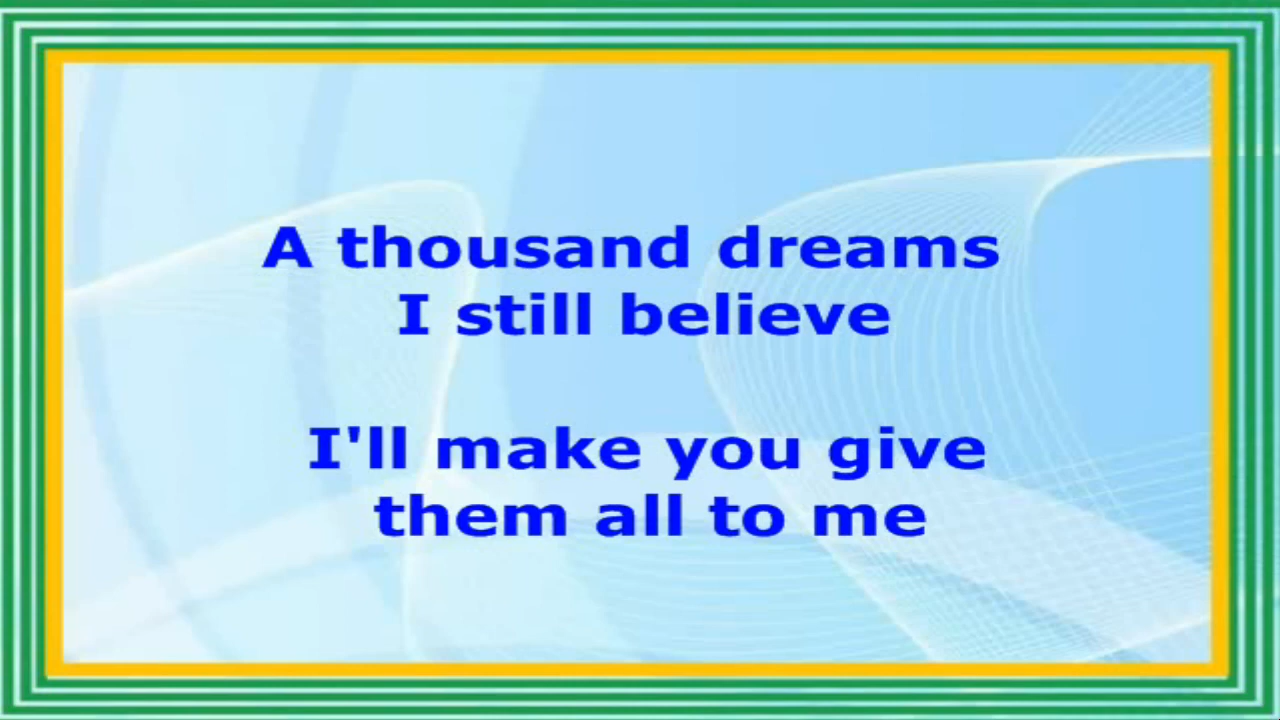 A thousand dreams
I still believe
I'll make you give
them all to me